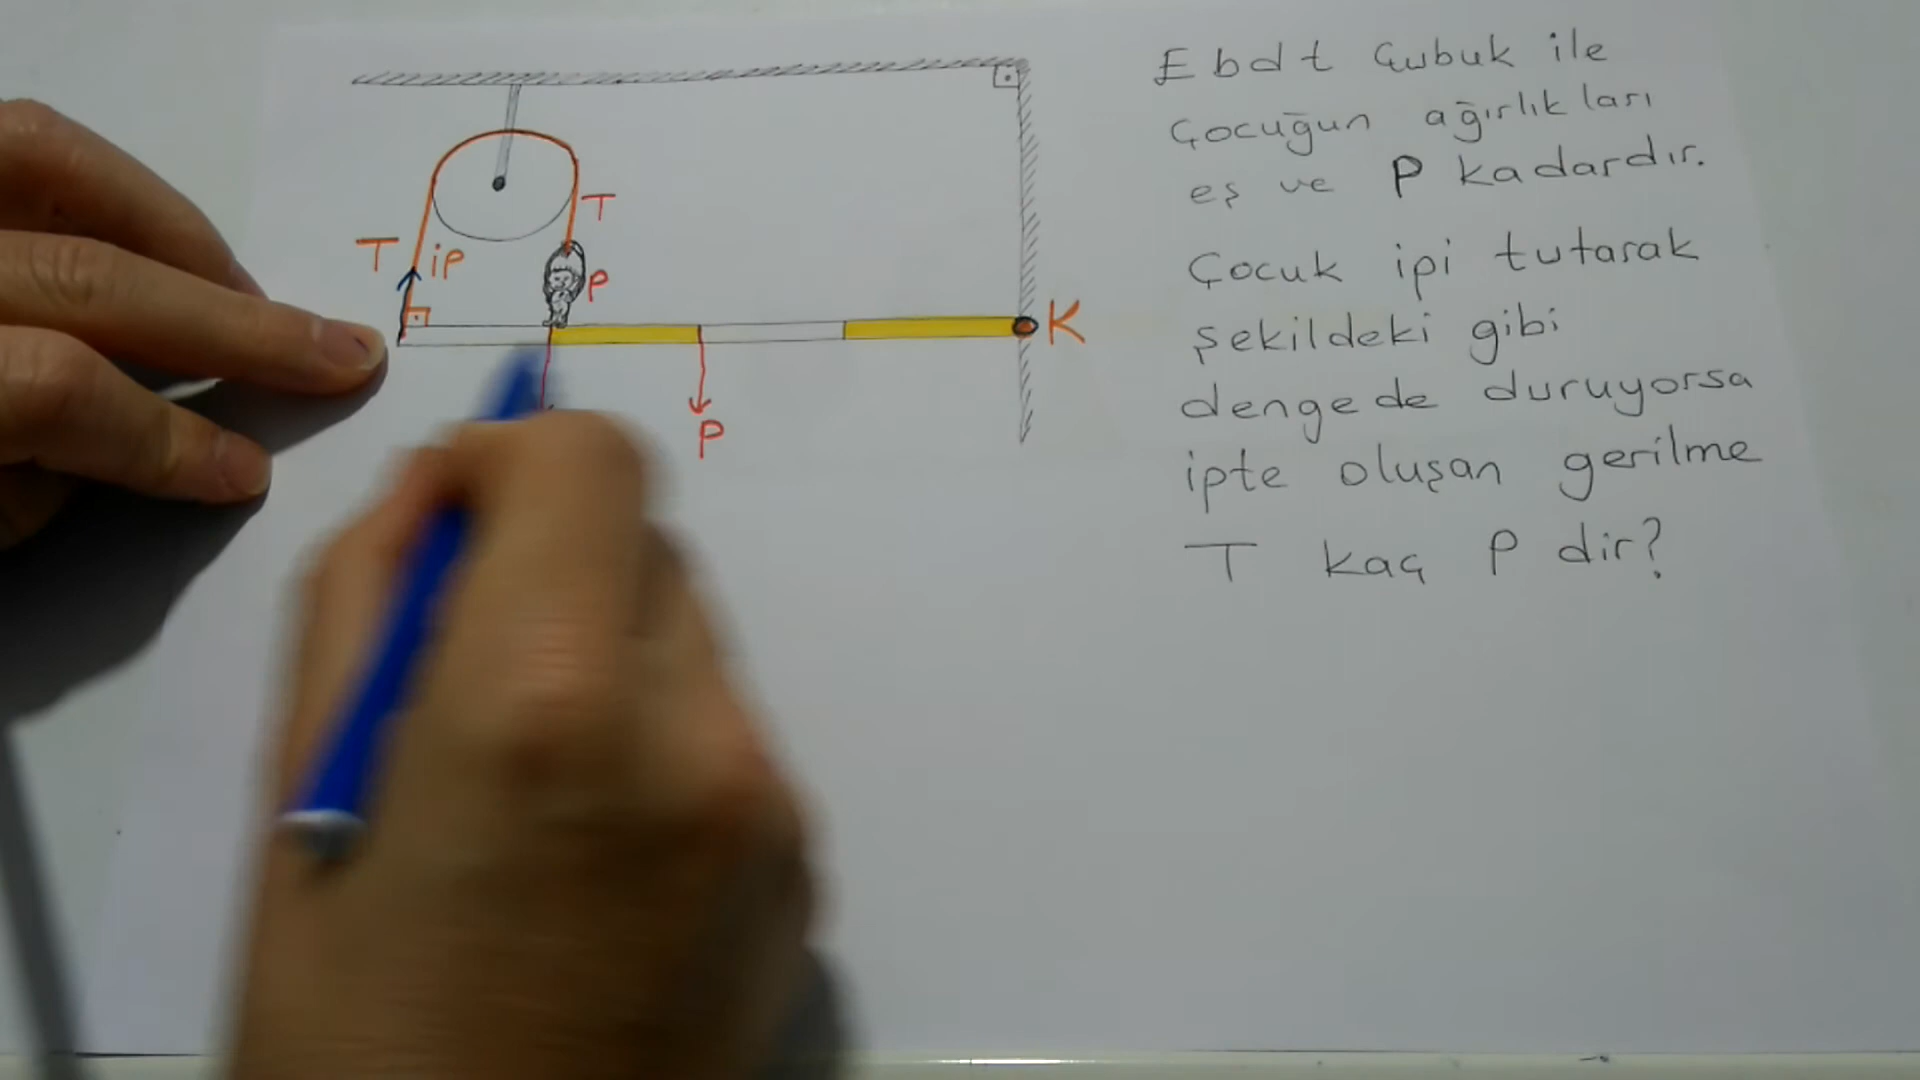 Ebat Çubuk ile
Çocuğun ağırlıkları
eş ve P kadardır.
Çocuk ipi tutarak
şekildeki gibi
dengede duruyorsa
ipte oluşan gerilme
T kaç P dir?
T
T ip
P
K
P